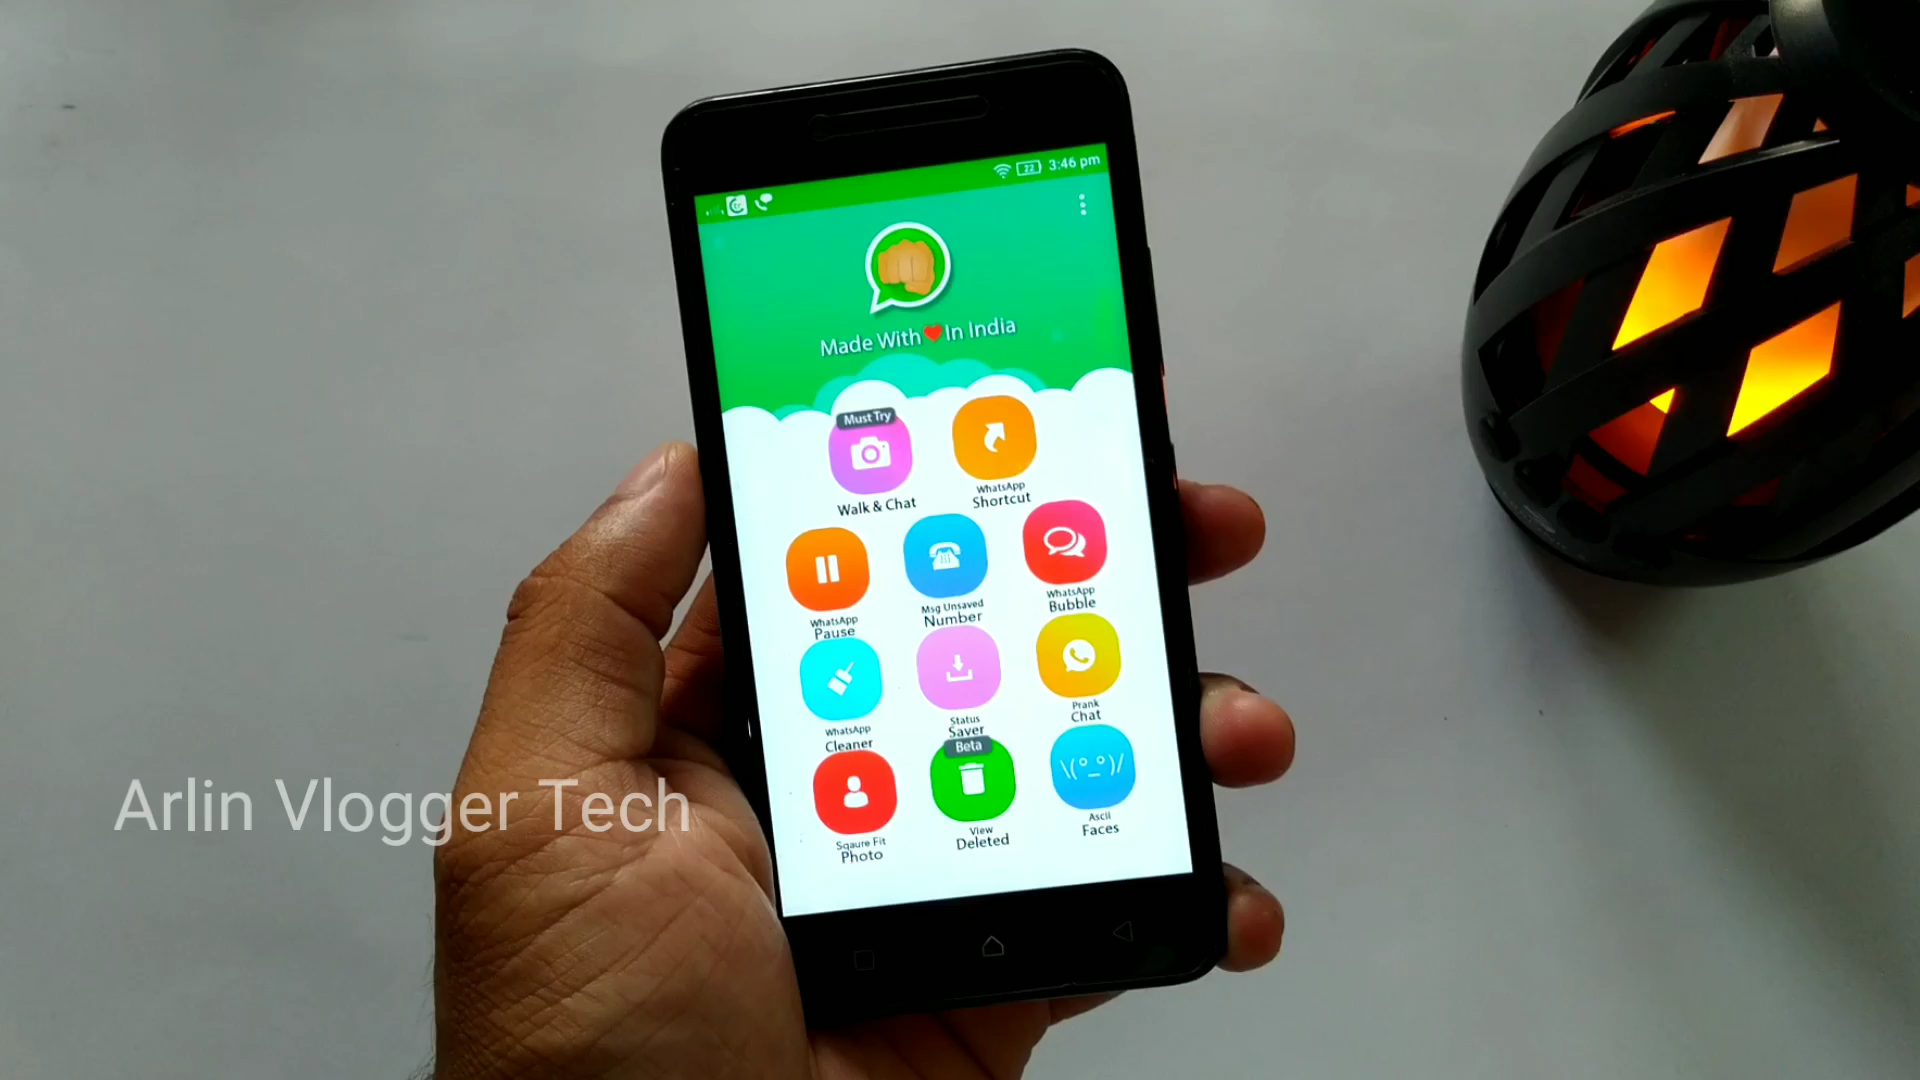 22 3:46 pm
Made With❤In India
Must Try
Walk & Chat
WhatsApp
Shortcut
WhatsApp
Pause
Msg Unsaved
Number
WhatsApp
Bubble
WhatsApp
Cleaner
Status
Saver
Prank
Chat
\(°_°)/
Sqaure Fit
Photo
Beta
View
Deleted
Ascii
Faces
Arlin Vlogger Tech